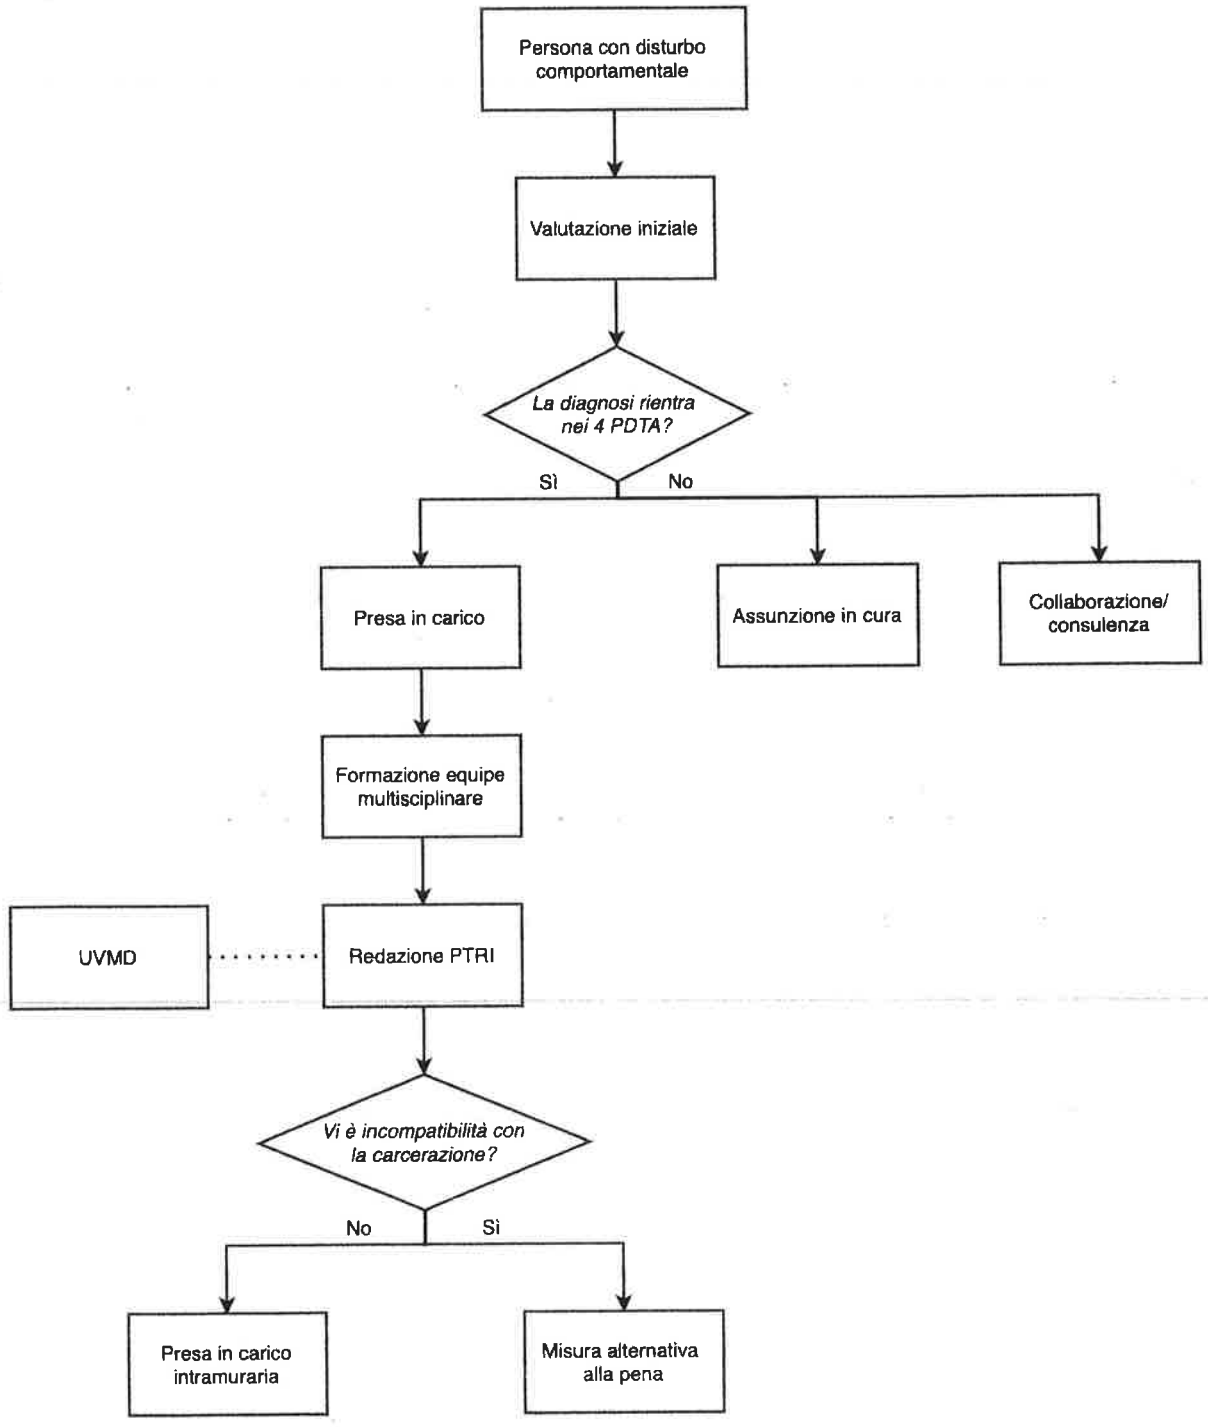 Persona con disturbo
comportamentale
Valutazione iniziale
La diagnosi rientra
nei 4 PDTA?
Sì
No
Presa in carico
Assunzione in cura
Collaborazione/
consulenza
Formazione equipe
multisciplinare
UVMD
Redazione PTRI
Vi è incompatibilità con
la carcerazione?
No
Sì
Presa in carico
intramuraria
Misura alternativa
alla pena